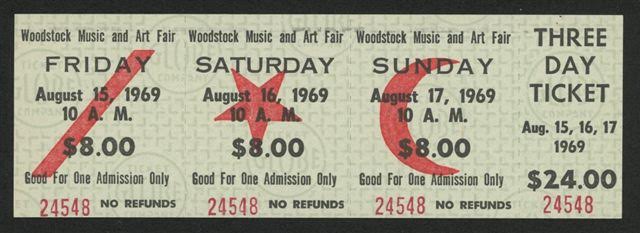 Woodstock Music and Art Fair
FRIDAY
August 15, 1969
10 A. M.
$8.00
Good For One Admission Only
24548 NO REFUNDS
Woodstock Music and Art Fair
SATURDAY
August 16, 1969
10 A. M.
$8.00
Good For One Admission Only
24548 NO REFUNDS
Woodstock Music and Art Fair
SUNDAY
August 17, 1969
10 A. M.
$8.00
Good For One Admission Only
24548 NO REFUNDS
THREE
DAY
TICKET
Aug. 15, 16, 17
1969
$24.00
24548